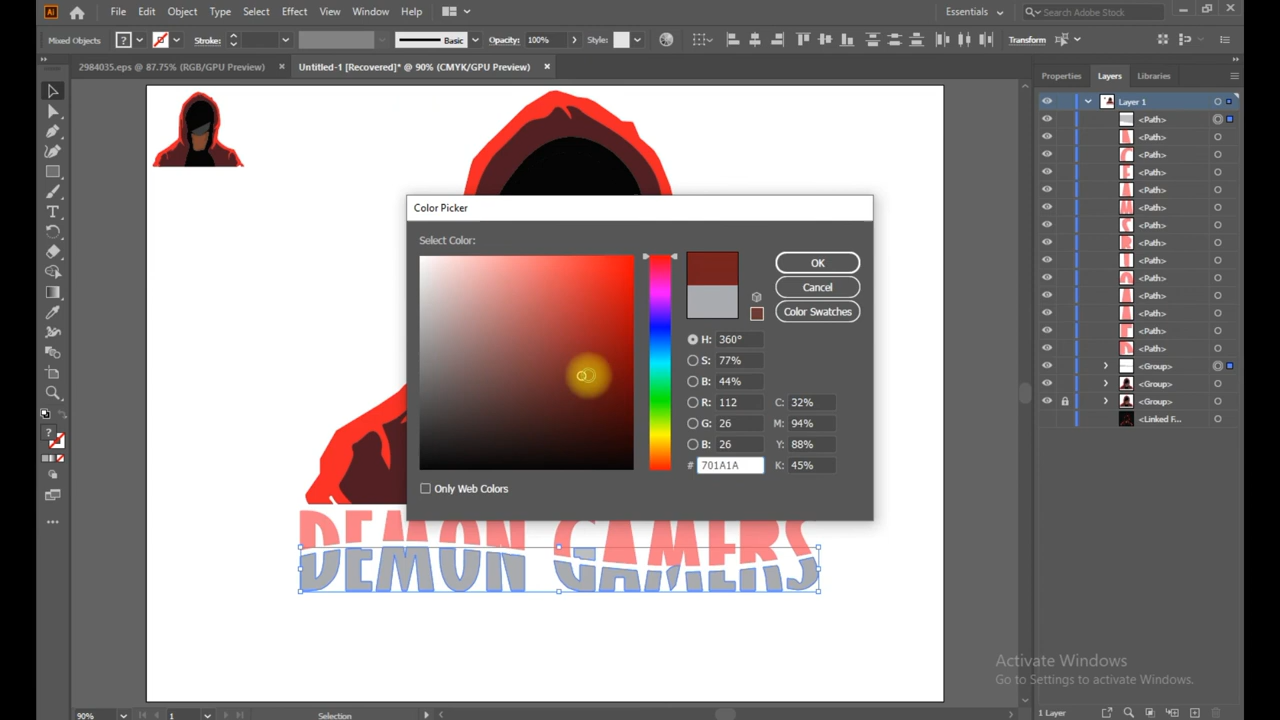 Ai File Edit Object Type Select Effect View Window Help Essentials Search Adobe Stock
Mixed Objects ? Stroke: Basic Opacity: 100% Style: Transform
2984035.eps @ 87.75% (RGB/GPU Preview) × Untitled-1 [Recovered]* @ 90% (CMYK/GPU Preview) ×
Properties Layers Libraries
Layer 1
<Path>
<Path>
<Path>
<Path>
<Path>
<Path>
<Path>
<Path>
<Path>
<Path>
<Path>
<Path>
<Path>
<Path>
<Group>
<Group>
<Group>
<Linked F...
Color Picker
Select Color:
OK
Cancel
Color Swatches
H: 360°
S: 77%
B: 44%
R: 112 C: 32%
G: 26 M: 94%
B: 26 Y: 88%
# 701A1A K: 45%
Only Web Colors
DEMON GAMERS
Activate Windows
Go to Settings to activate Windows.
90% 1 Selection 1 Layer